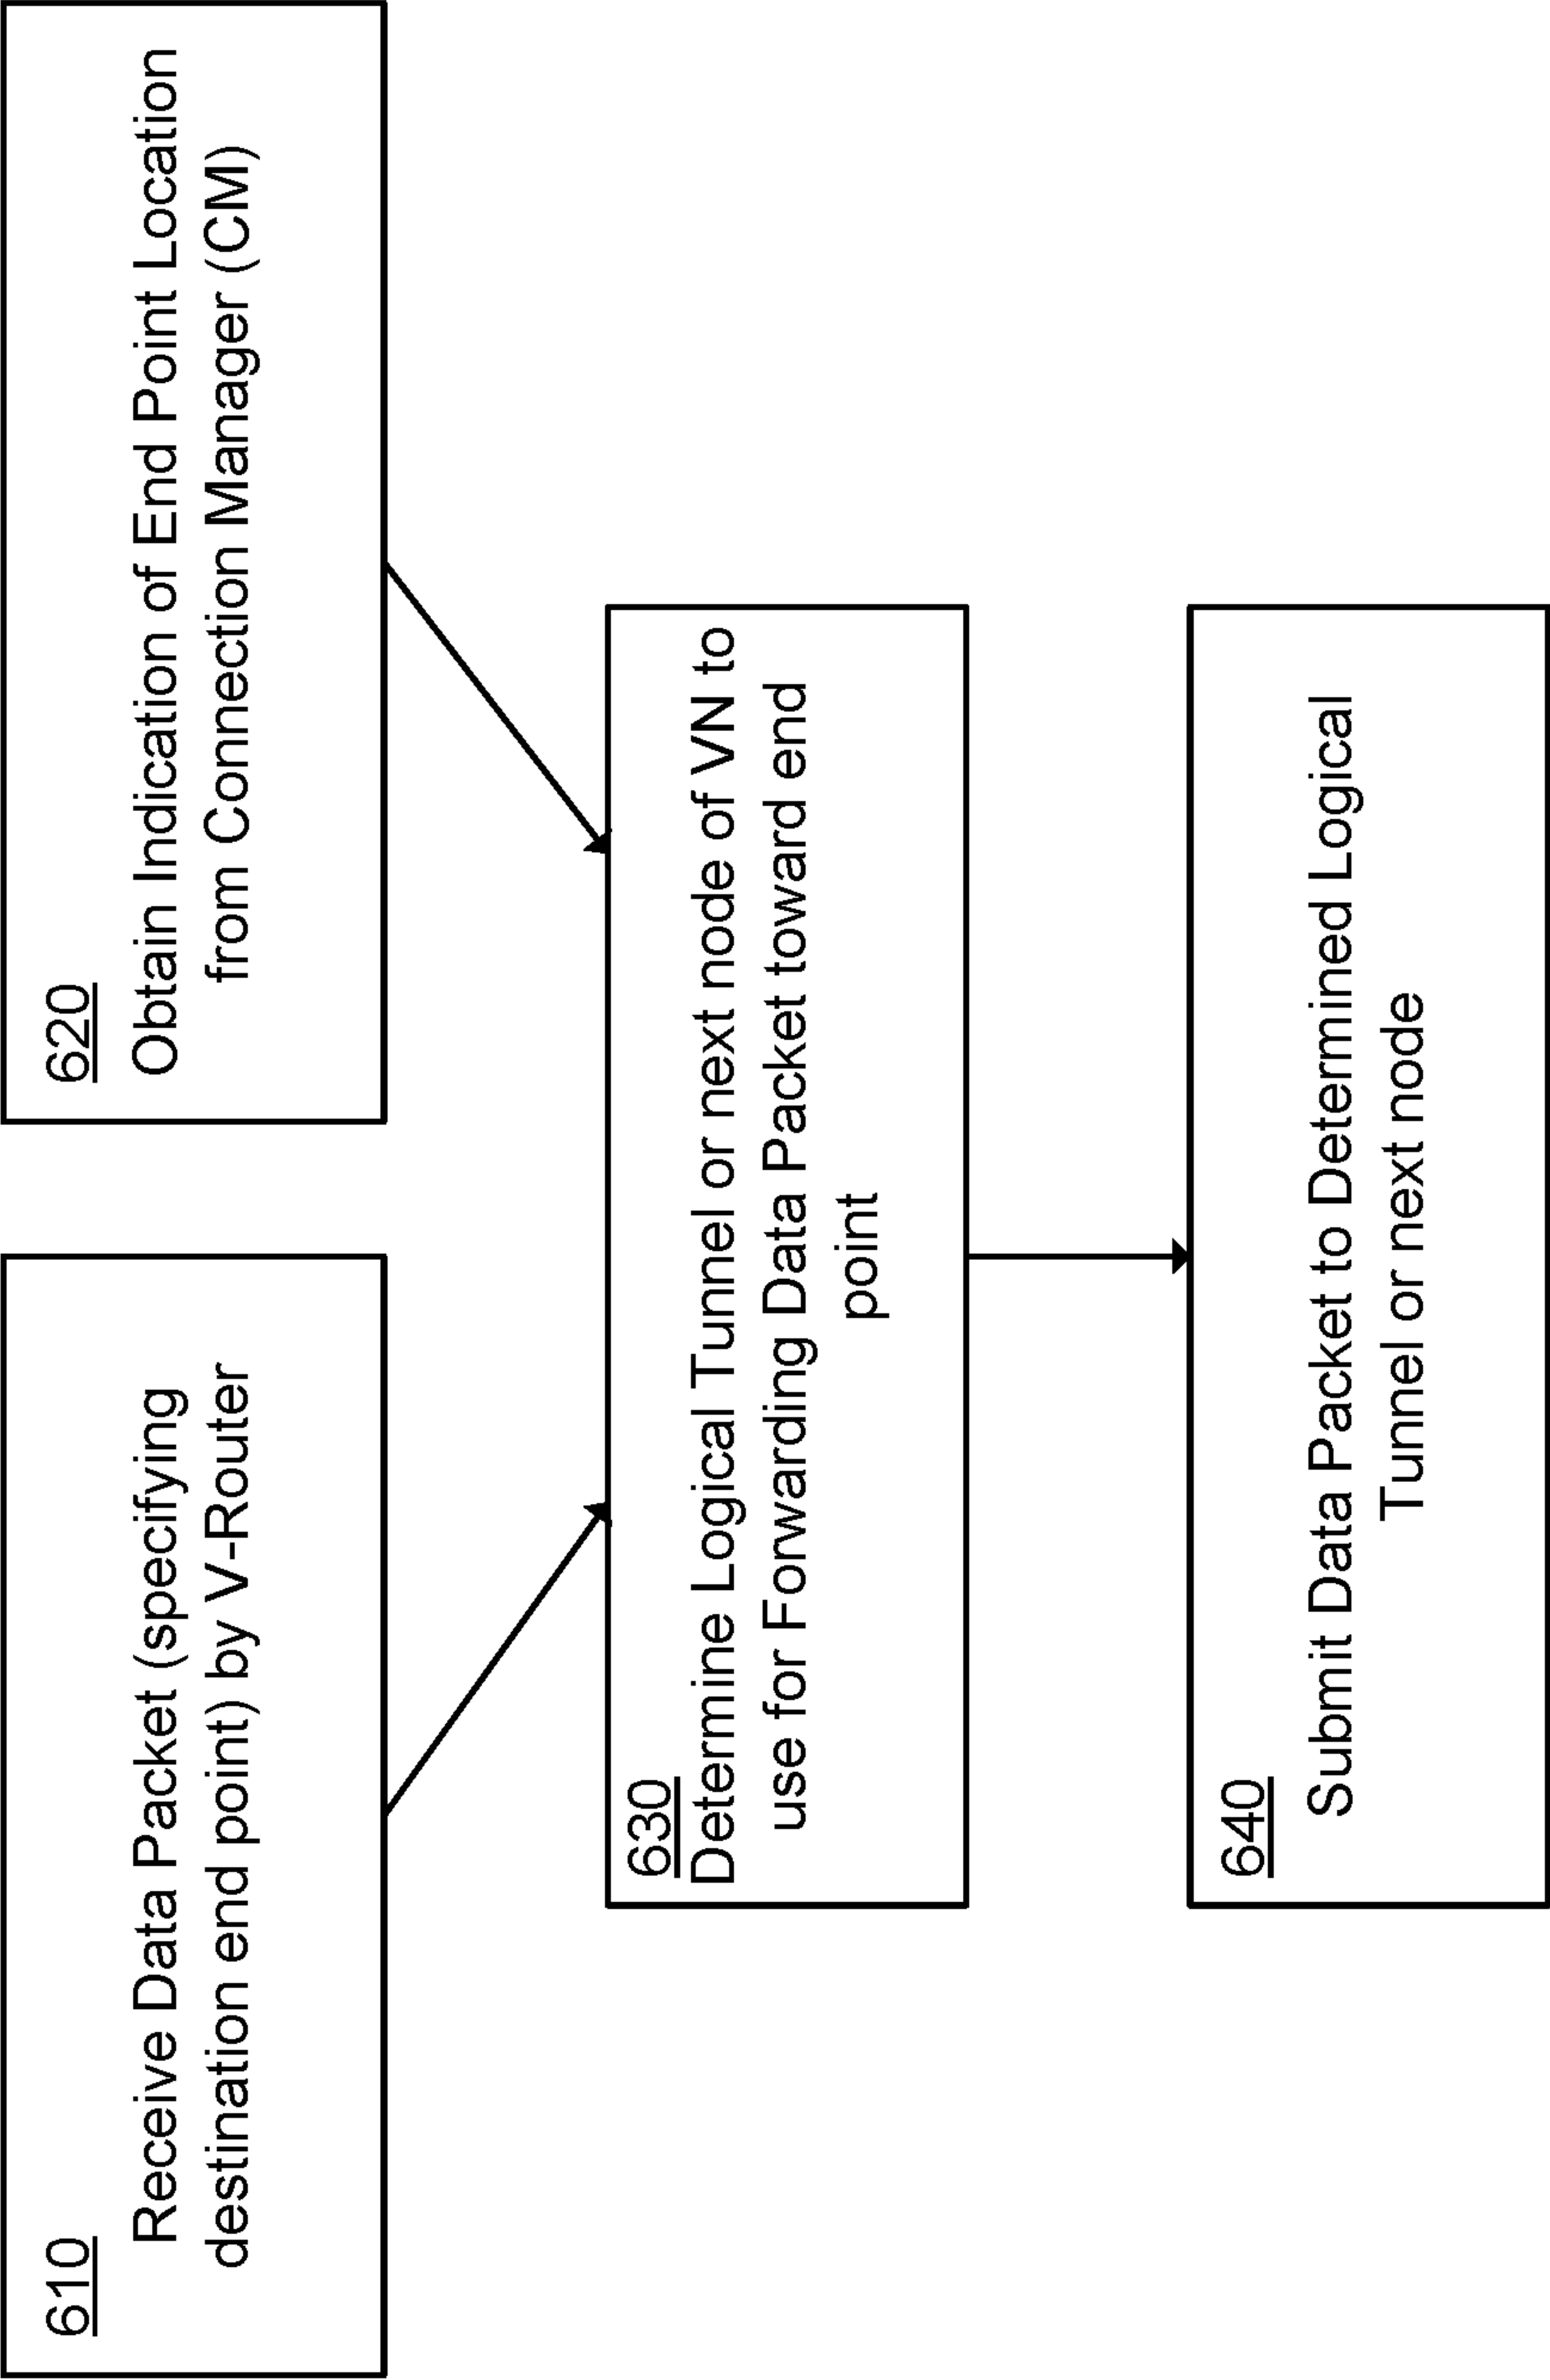 610
Receive Data Packet (specifying
destination end point) by V-Router
620
Obtain Indication of End Point Location
from Connection Manager (CM)
630
Determine Logical Tunnel or next node of VN to
use for Forwarding Data Packet toward end
point
640
Submit Data Packet to Determined Logical
Tunnel or next node